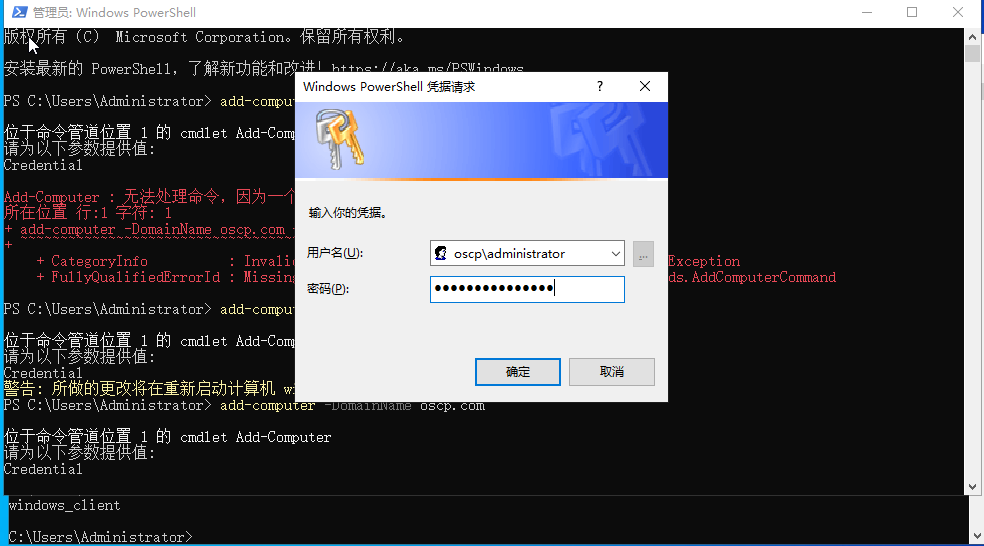 管理员: Windows PowerShell
版权所有 (C) Microsoft Corporation。保留所有权利。
安装最新的 PowerShell，了解新功能和改进！https://aka.ms/PSWindows
PS C:\Users\Administrator> add-comput
位于命令管道位置 1 的 cmdlet Add-Comp
请为以下参数提供值:
Credential
Add-Computer : 无法处理命令，因为一个
所在位置 行:1 字符: 1
+ add-computer -DomainName oscp.com
+ ~~~~~~~~~~~~~~~~~~~~~~~~~~~~~~~~~
+ CategoryInfo : Invalid
Exception
+ FullyQualifiedErrorId : Missing
ds.AddComputerCommand
PS C:\Users\Administrator> add-comput
位于命令管道位置 1 的 cmdlet Add-Comp
请为以下参数提供值:
Credential
警告: 所做的更改将在重新启动计算机 wi
PS C:\Users\Administrator> add-computer -DomainName oscp.com
位于命令管道位置 1 的 cmdlet Add-Computer
请为以下参数提供值:
Credential
Windows PowerShell 凭据请求
?
输入你的凭据。
用户名(U):
oscp\administrator
...
密码(P):
●●●●●●●●●●●●●●●
确定
取消
windows_client
C:\Users\Administrator>